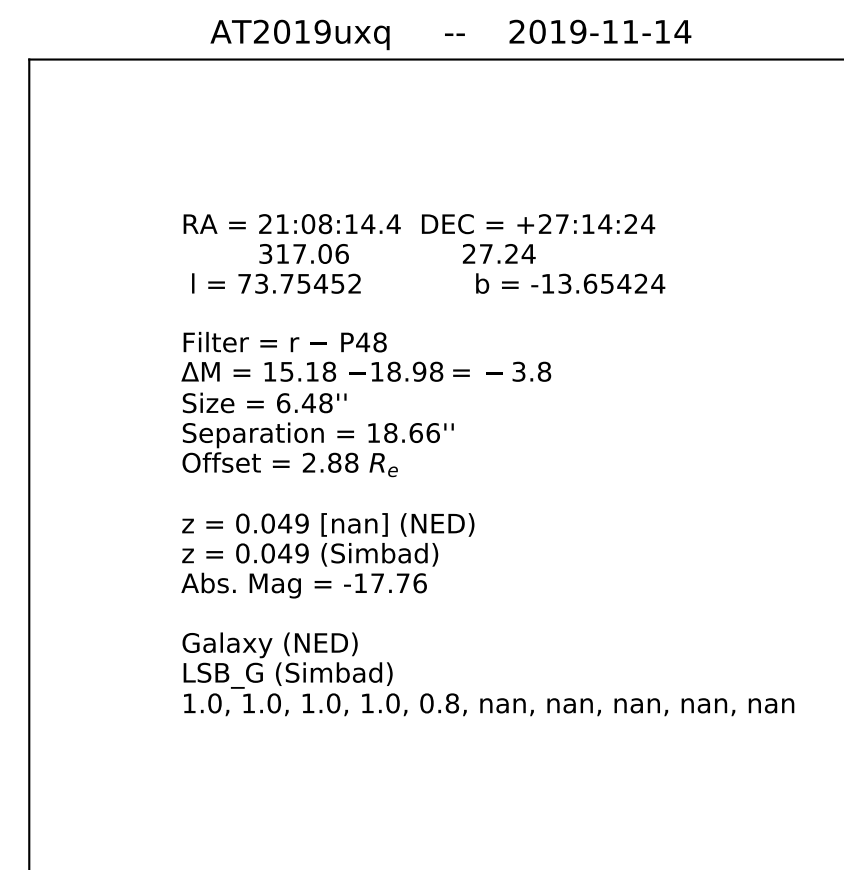 AT2019uxq -- 2019-11-14
RA = 21:08:14.4 DEC = +27:14:24
317.06 27.24
l = 73.75452 b = -13.65424
Filter = r − P48
ΔM = 15.18 −18.98 = − 3.8
Size = 6.48''
Separation = 18.66''
Offset = 2.88 Rₑ
z = 0.049 [nan] (NED)
z = 0.049 (Simbad)
Abs. Mag = -17.76
Galaxy (NED)
LSB_G (Simbad)
1.0, 1.0, 1.0, 1.0, 0.8, nan, nan, nan, nan, nan